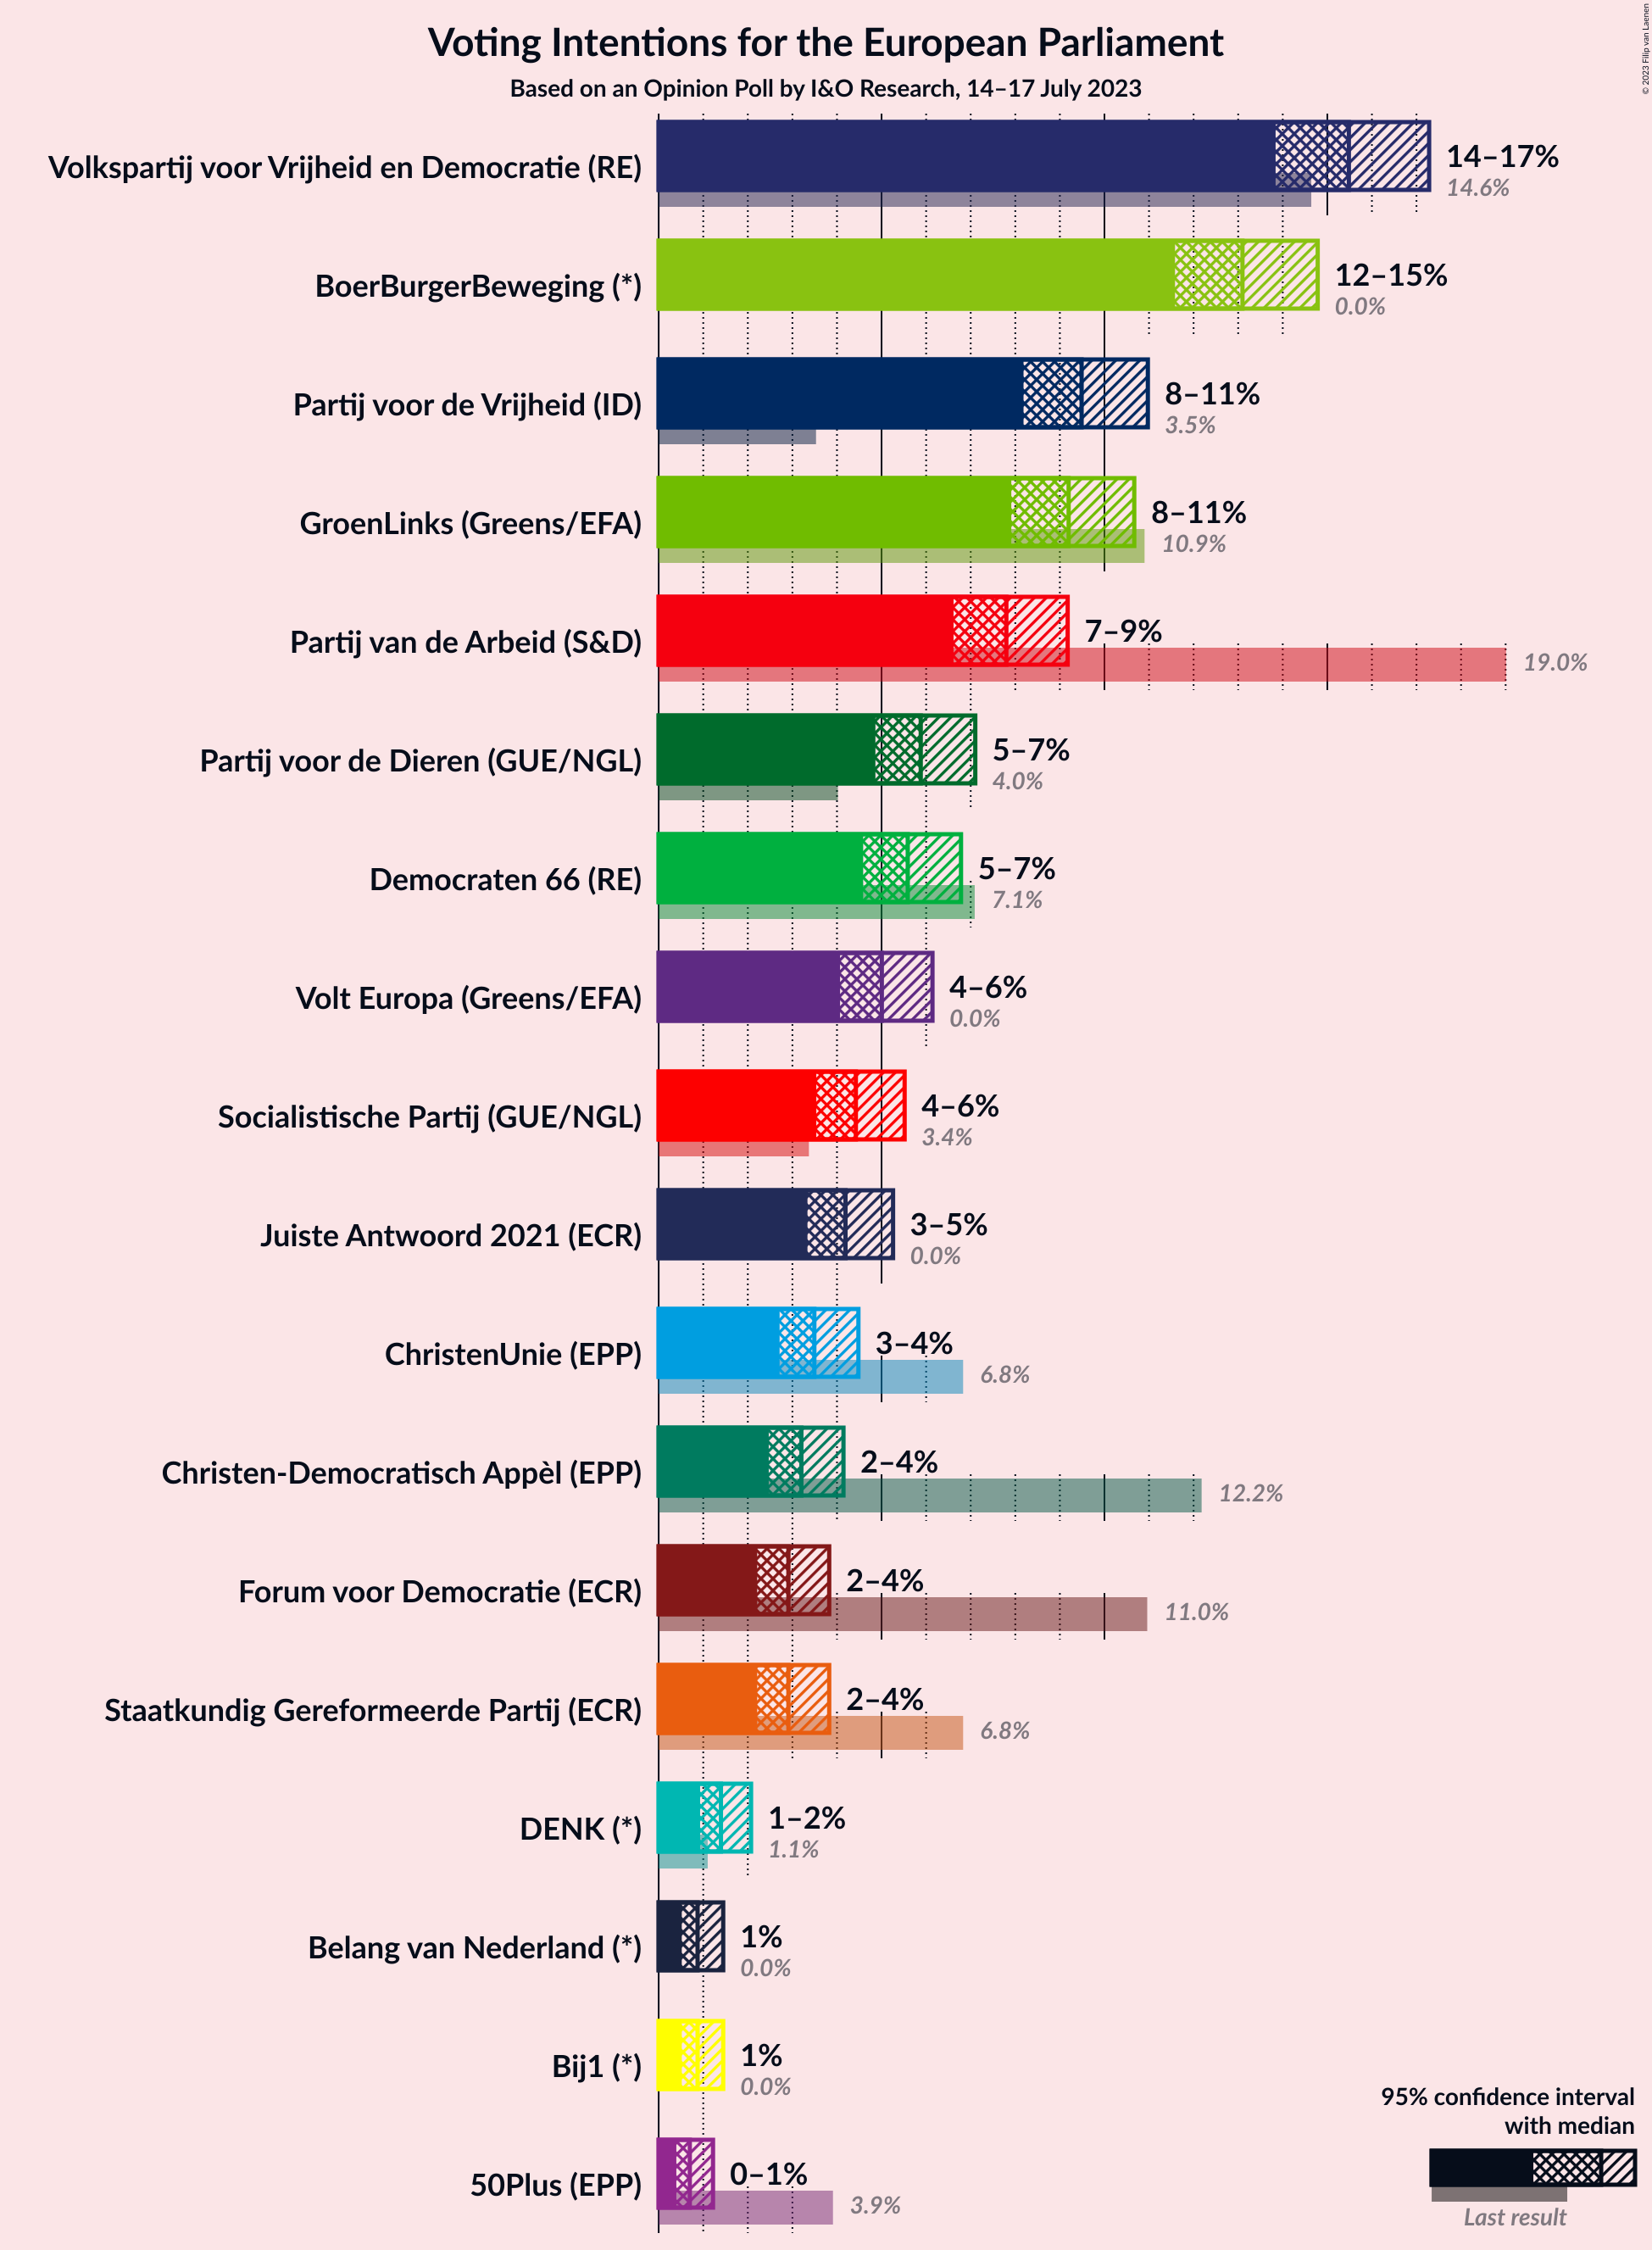 Voting Intentions for the European Parliament
Based on an Opinion Poll by I&O Research, 14–17 July 2023
© 2023 Filip van Laenen
Volkspartij voor Vrijheid en Democratie (RE)
14–17%
14.6%
BoerBurgerBeweging (*)
12–15%
0.0%
Partij voor de Vrijheid (ID)
8–11%
3.5%
GroenLinks (Greens/EFA)
8–11%
10.9%
Partij van de Arbeid (S&D)
7–9%
19.0%
Partij voor de Dieren (GUE/NGL)
5–7%
4.0%
Democraten 66 (RE)
5–7%
7.1%
Volt Europa (Greens/EFA)
4–6%
0.0%
Socialistische Partij (GUE/NGL)
4–6%
3.4%
Juiste Antwoord 2021 (ECR)
3–5%
0.0%
ChristenUnie (EPP)
3–4%
6.8%
Christen-Democratisch Appèl (EPP)
2–4%
12.2%
Forum voor Democratie (ECR)
2–4%
11.0%
Staatkundig Gereformeerde Partij (ECR)
2–4%
6.8%
DENK (*)
1–2%
1.1%
Belang van Nederland (*)
1%
0.0%
Bij1 (*)
1%
0.0%
50Plus (EPP)
0–1%
3.9%
95% confidence interval
with median
Last result